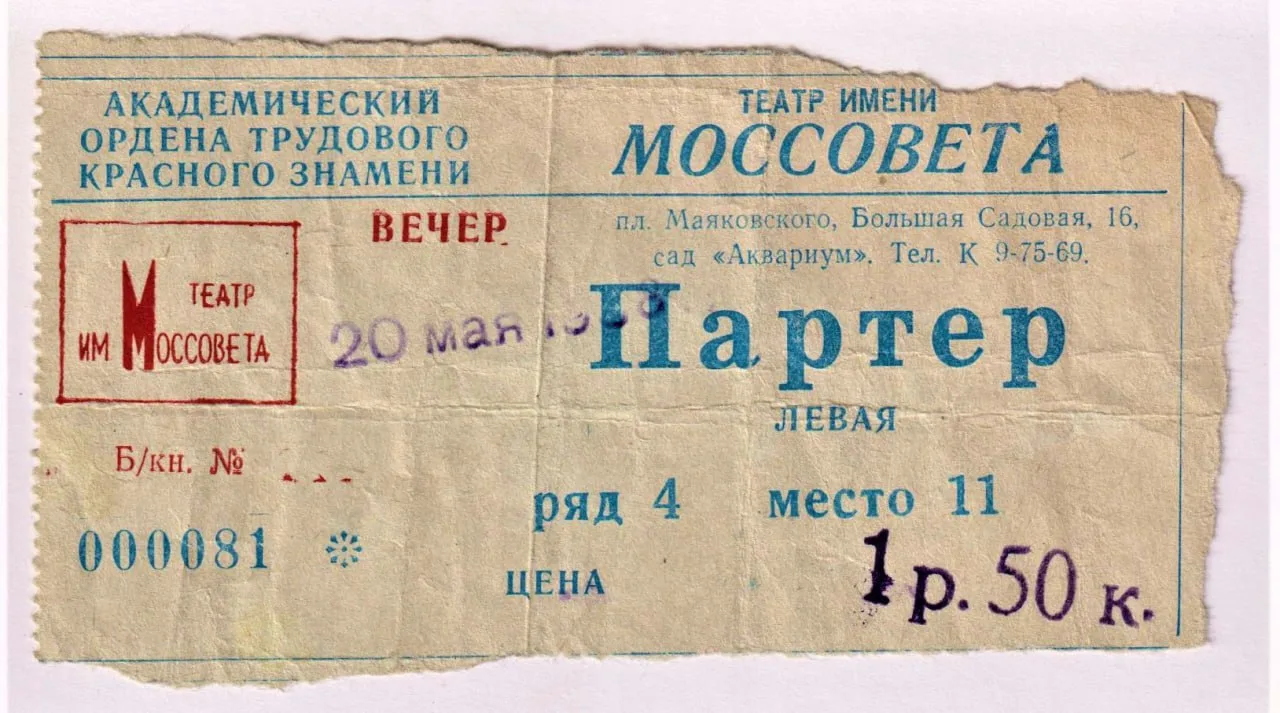 АКАДЕМИЧЕСКИЙ
ОРДЕНА ТРУДОВОГО
КРАСНОГО ЗНАМЕНИ
ТЕАТР ИМЕНИ
МОССОВЕТА
пл. Маяковского, Большая Садовая, 16,
сад «Аквариум». Тел. К 9-75-69.
ВЕЧЕР
ТЕАТР
ИМ МОССОВЕТА
20 мая
Партер
ЛЕВАЯ
Б/кн. №
ряд 4 место 11
000081
ЦЕНА 1 р. 50 к.